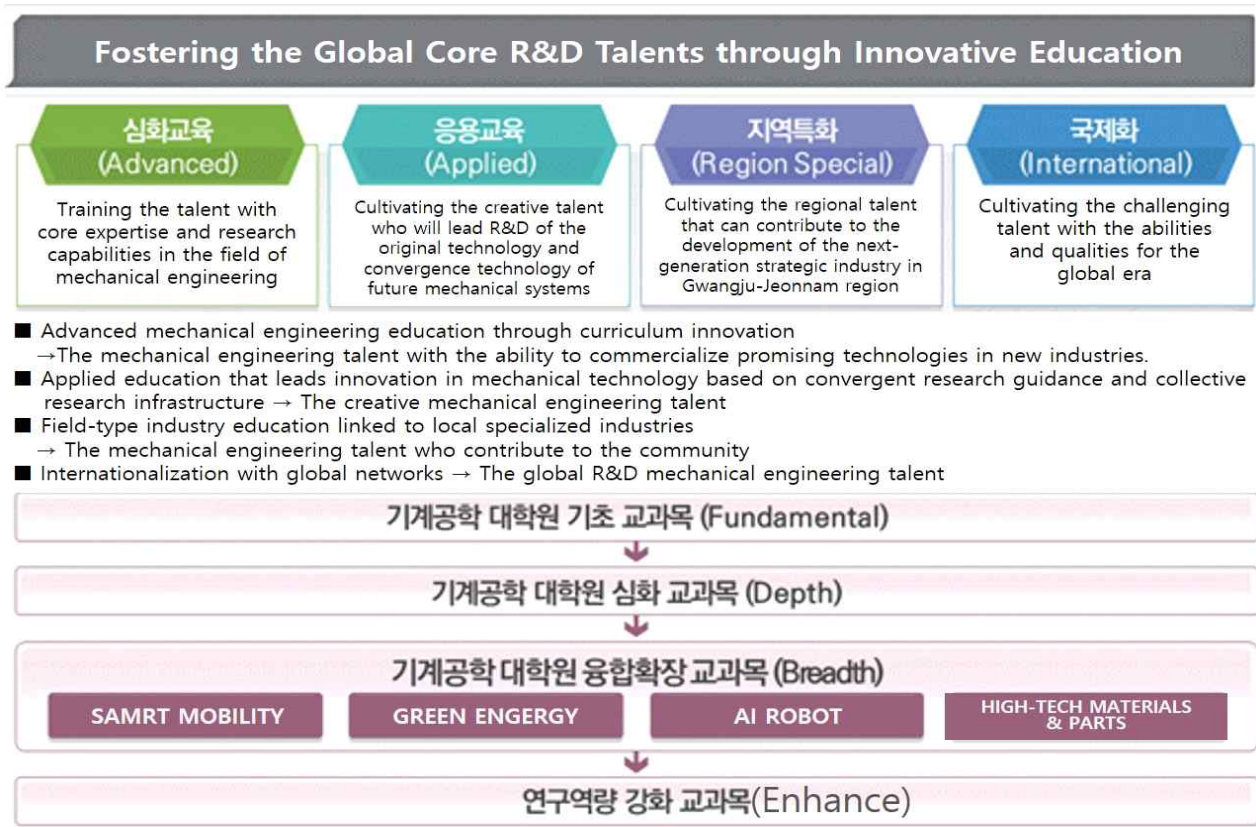 Fostering the Global Core R&D Talents through Innovative Education
심화교육
(Advanced)
Training the talent with
core expertise and research
capabilities in the field of
mechanical engineering
응용교육
(Applied)
Cultivating the creative talent
who will lead R&D of the
original technology and
convergence technology of
future mechanical systems
지역특화
(Region Special)
Cultivating the regional talent
that can contribute to the
development of the next-
generation strategic industry in
Gwangju-Jeonnam region
국제화
(International)
Cultivating the challenging
talent with the abilities
and qualities for the
global era
■ Advanced mechanical engineering education through curriculum innovation
→The mechanical engineering talent with the ability to commercialize promising technologies in new industries.
■ Applied education that leads innovation in mechanical technology based on convergent research guidance and collective
research infrastructure → The creative mechanical engineering talent
■ Field-type industry education linked to local specialized industries
→ The mechanical engineering talent who contribute to the community
■ Internationalization with global networks → The global R&D mechanical engineering talent
기계공학 대학원 기초 교과목 (Fundamental)
기계공학 대학원 심화 교과목 (Depth)
기계공학 대학원 융합확장 교과목 (Breadth)
SAMRT MOBILITY
GREEN ENGERGY
AI ROBOT
HIGH-TECH MATERIALS
& PARTS
연구역량 강화 교과목(Enhance)